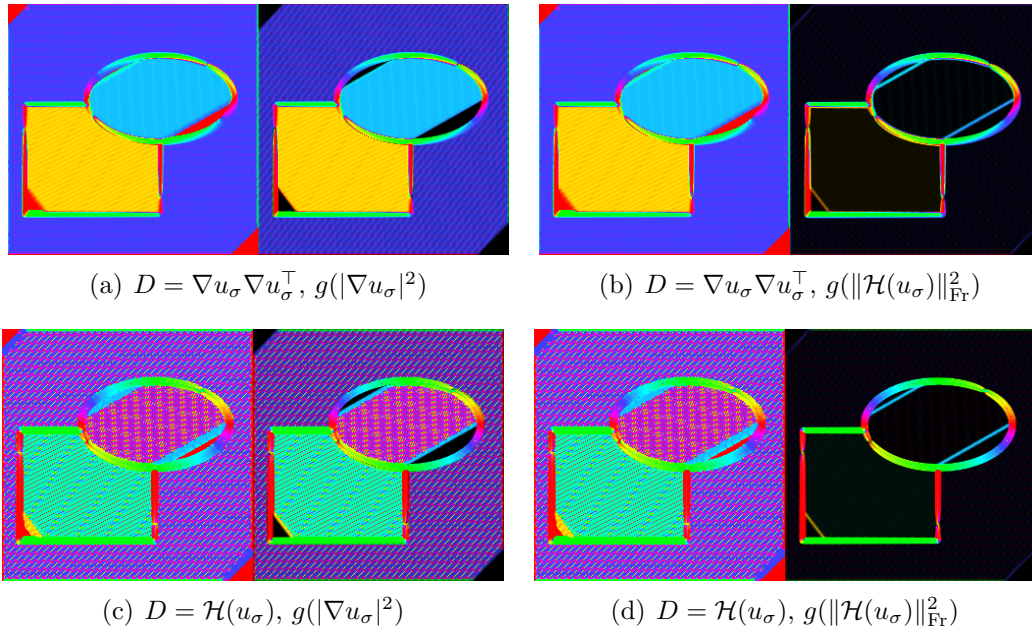 (a) $D = \nabla u_\sigma \nabla u_\sigma^\top$, $g(|\nabla u_\sigma|^2)$
(b) $D = \nabla u_\sigma \nabla u_\sigma^\top$, $g(\|\mathcal{H}(u_\sigma)\|_{\mathrm{Fr}}^2)$
(c) $D = \mathcal{H}(u_\sigma)$, $g(|\nabla u_\sigma|^2)$
(d) $D = \mathcal{H}(u_\sigma)$, $g(\|\mathcal{H}(u_\sigma)\|_{\mathrm{Fr}}^2)$